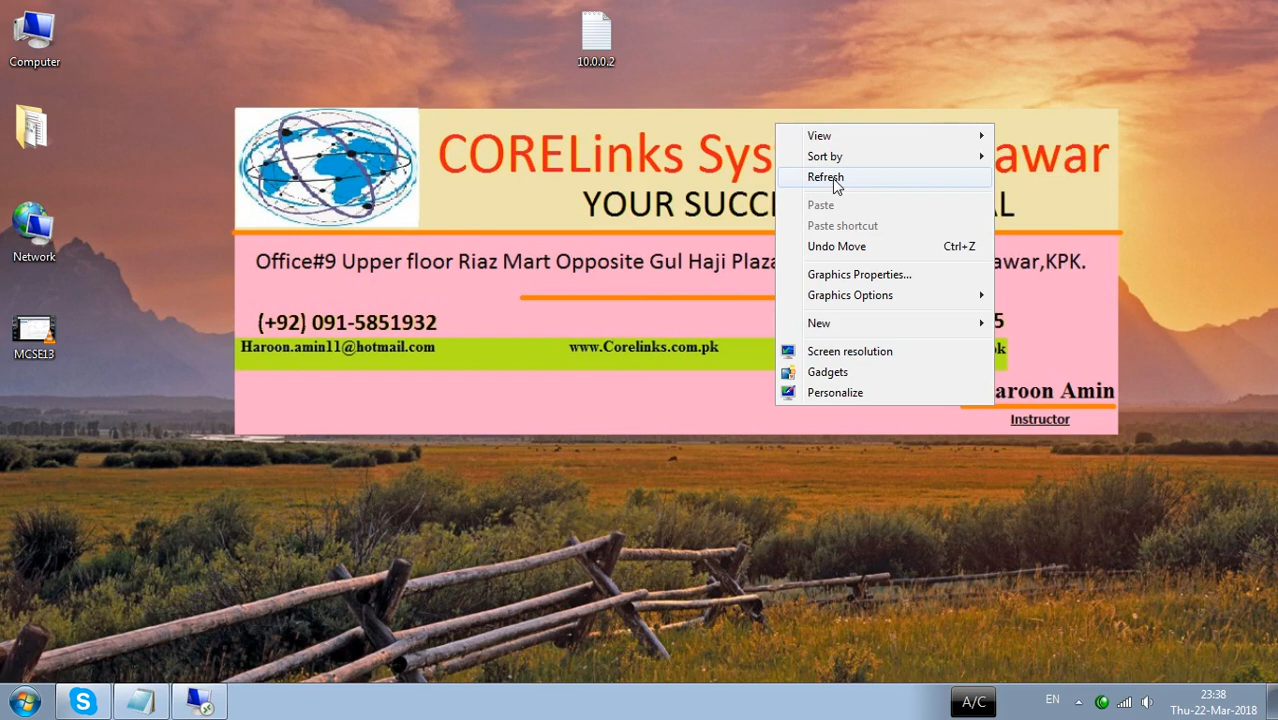 Computer
10.0.0.2
CORELinks Sys
awar
YOUR SUCC
AL
Office#9 Upper floor Riaz Mart Opposite Gul Haji Plaza
awar,KPK.
(+92) 091-5851932
5
Haroon.amin11@hotmail.com
www.Corelinks.com.pk
k
aroon Amin
Instructor
Network
MCSE13
View
Sort by
Refresh
Paste
Paste shortcut
Undo Move Ctrl+Z
Graphics Properties...
Graphics Options
New
Screen resolution
Gadgets
Personalize
A/C
EN
23:38
Thu-22-Mar-2018